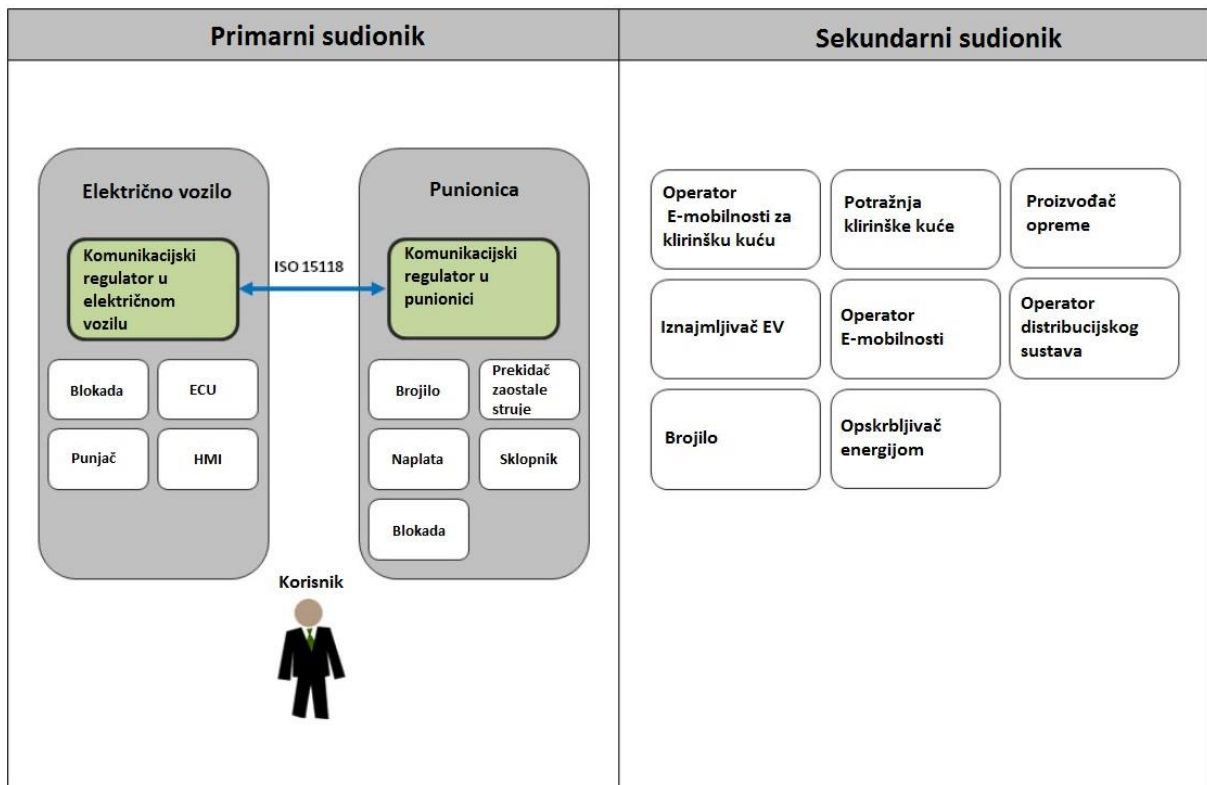 Primarni sudionik
Sekundarni sudionik
Električno vozilo
Komunikacijski
regulator u
električnom
vozilu
Blokada
ECU
Punjač
HMI
ISO 15118
Punionica
Komunikacijski
regulator u
punionici
Brojilo
Prekidač
zaostale
struje
Naplata
Sklopnik
Blokada
Korisnik
Operator
E-mobilnosti za
klirinšku kuću
Potražnja
klirinške kuće
Proizvođač
opreme
Iznajmljivač EV
Operator
E-mobilnosti
Operator
distribucijskog
sustava
Brojilo
Opskrbljivač
energijom